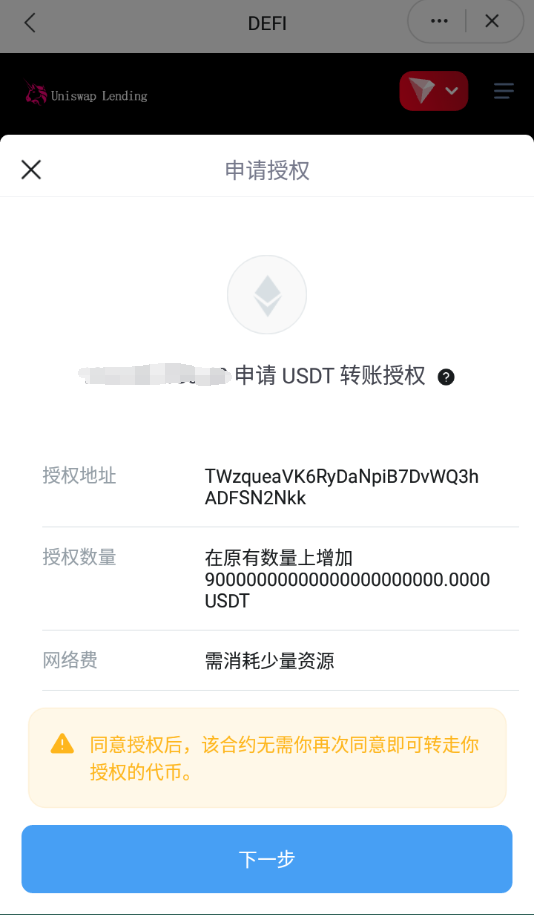 DEFI
Uniswap Lending
申请授权
申请 USDT 转账授权
授权地址
TWzqueaVK6RyDaNpiB7DvWQ3h
ADFSN2Nkk
授权数量
在原有数量上增加
90000000000000000000000.0000
USDT
网络费
需消耗少量资源
同意授权后，该合约无需你再次同意即可转走你
授权的代币。
下一步